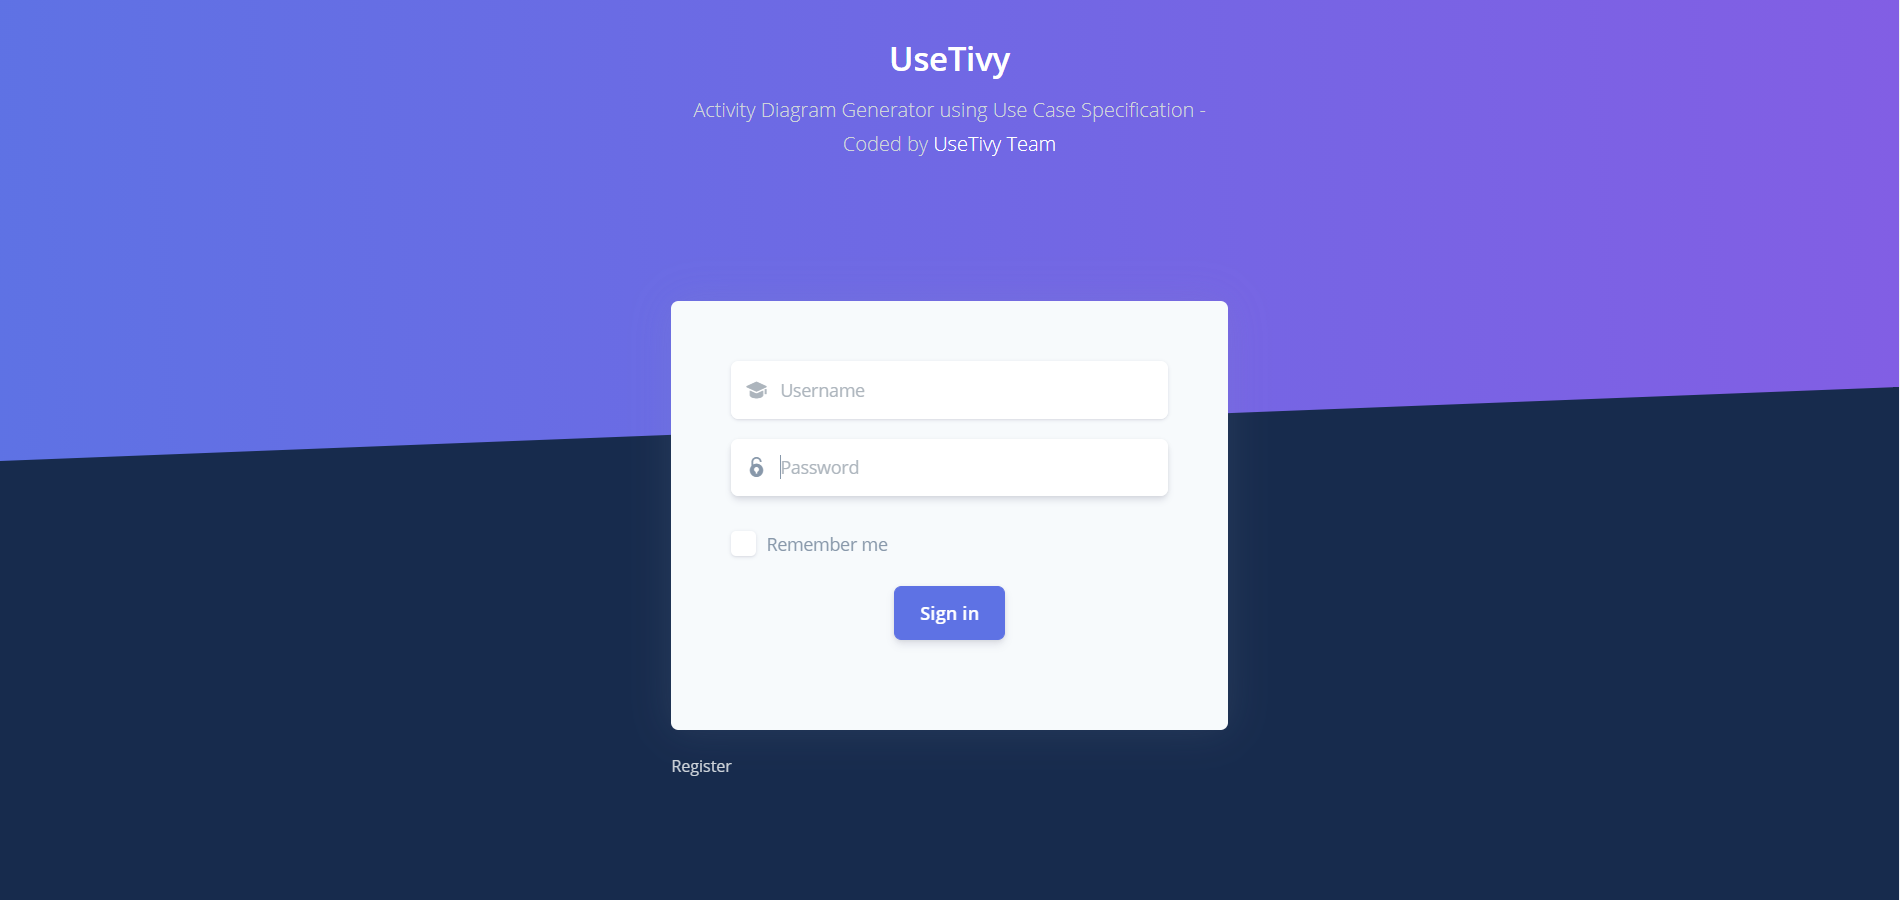 UseTivy
Activity Diagram Generator using Use Case Specification -
Coded by UseTivy Team
Username
Password
Remember me
Sign in
Register